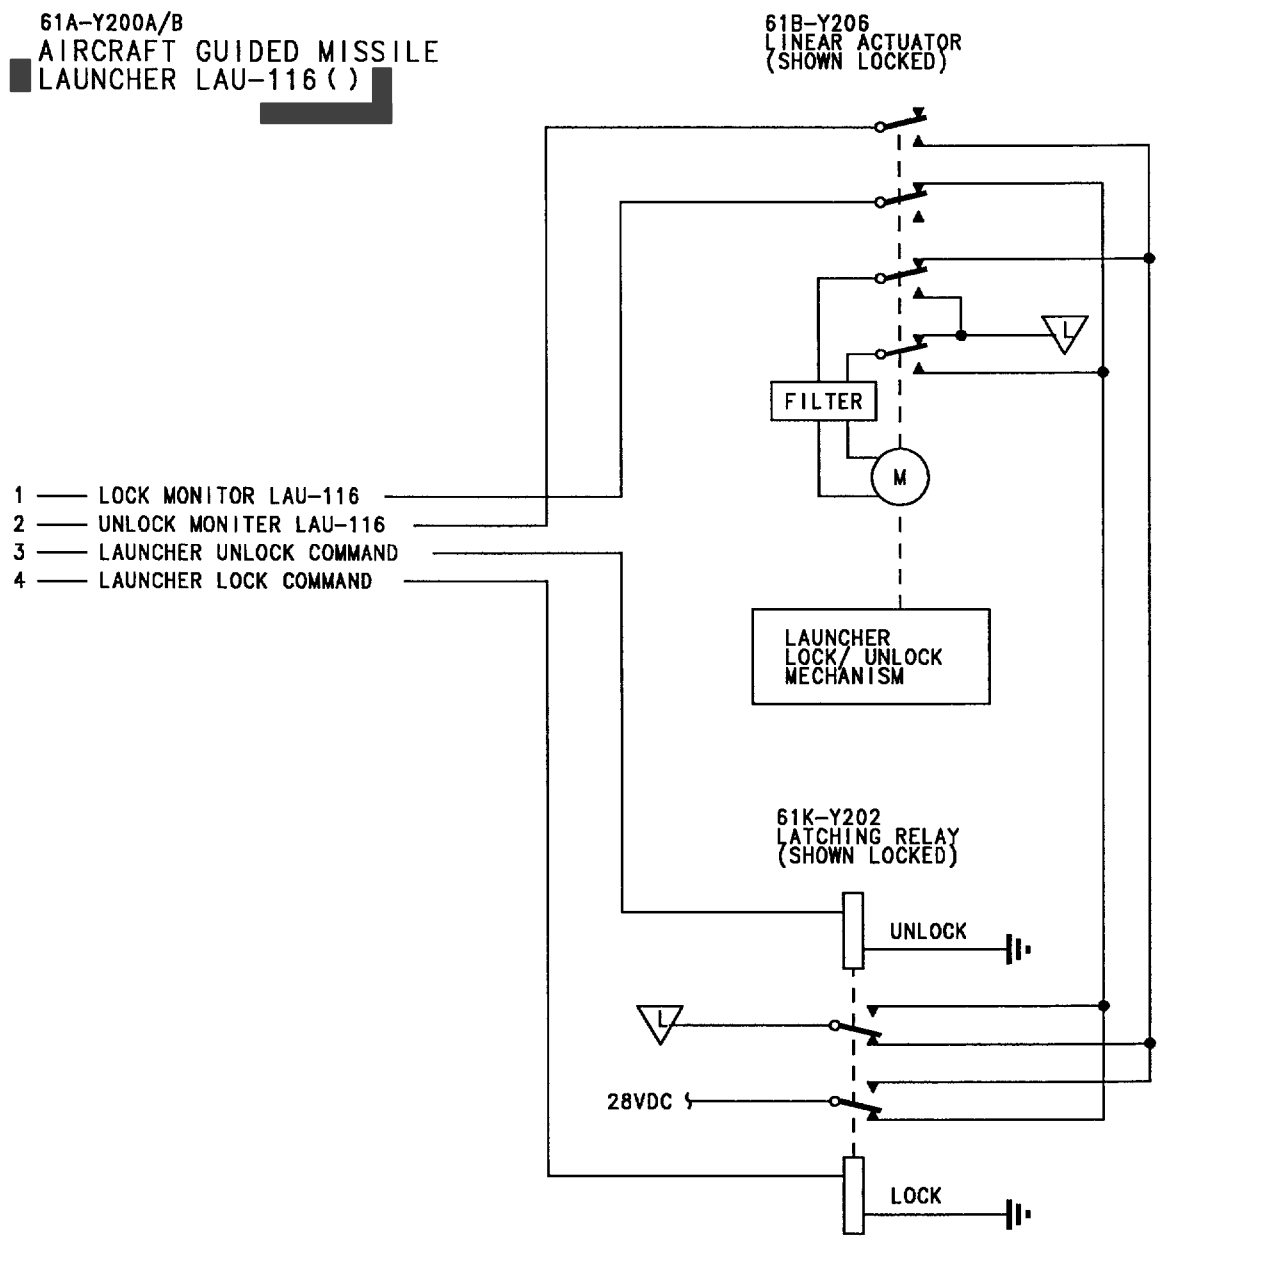 61A-Y200A/B
AIRCRAFT GUIDED MISSILE
LAUNCHER LAU-116()
61B-Y206
LINEAR ACTUATOR
(SHOWN LOCKED)
L
FILTER
M
1 LOCK MONITOR LAU-116
2 UNLOCK MONITER LAU-116
3 LAUNCHER UNLOCK COMMAND
4 LAUNCHER LOCK COMMAND
LAUNCHER
LOCK/ UNLOCK
MECHANISM
61K-Y202
LATCHING RELAY
(SHOWN LOCKED)
UNLOCK
L
28VDC
LOCK